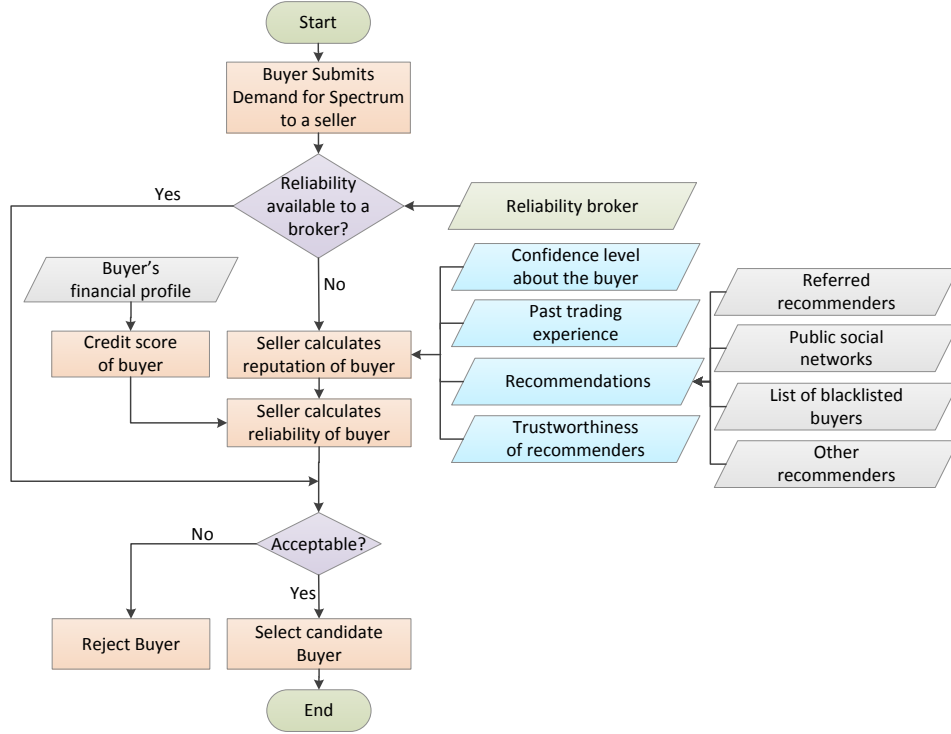 Start
Buyer Submits
Demand for Spectrum
to a seller
Yes
Reliability
available to a
broker?
Reliability broker
No
Buyer's
financial profile
Credit score
of buyer
Seller calculates
reputation of buyer
Seller calculates
reliability of buyer
Confidence level
about the buyer
Past trading
experience
Recommendations
Trustworthiness
of recommenders
Referred
recommenders
Public social
networks
List of blacklisted
buyers
Other
recommenders
No
Acceptable?
Yes
Reject Buyer
Select candidate
Buyer
End